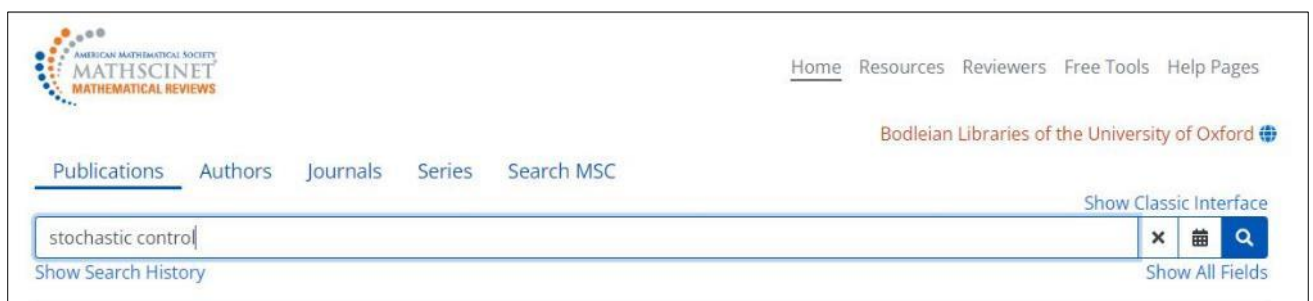 AMERICAN MATHEMATICAL SOCIETY
MATHSCINET
MATHEMATICAL REVIEWS
Home Resources Reviewers Free Tools Help Pages
Bodleian Libraries of the University of Oxford
Publications Authors Journals Series Search MSC
Show Classic Interface
stochastic control
Show Search History Show All Fields